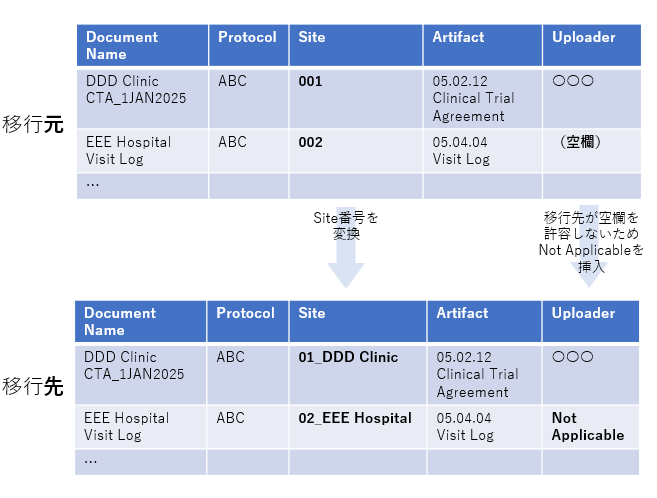 Document Name Protocol Site Artifact Uploader
移行元
DDD Clinic CTA_1JAN2025 ABC 001 05.02.12 Clinical Trial Agreement 〇〇〇
EEE Hospital Visit Log ABC 002 05.04.04 Visit Log （空欄）
...
Site番号を
変換
移行先が空欄を
許容しないため
Not Applicableを
挿入
Document Name Protocol Site Artifact Uploader
移行先
DDD Clinic CTA_1JAN2025 ABC 01_DDD Clinic 05.02.12 Clinical Trial Agreement 〇〇〇
EEE Hospital Visit Log ABC 02_EEE Hospital 05.04.04 Visit Log Not Applicable
...